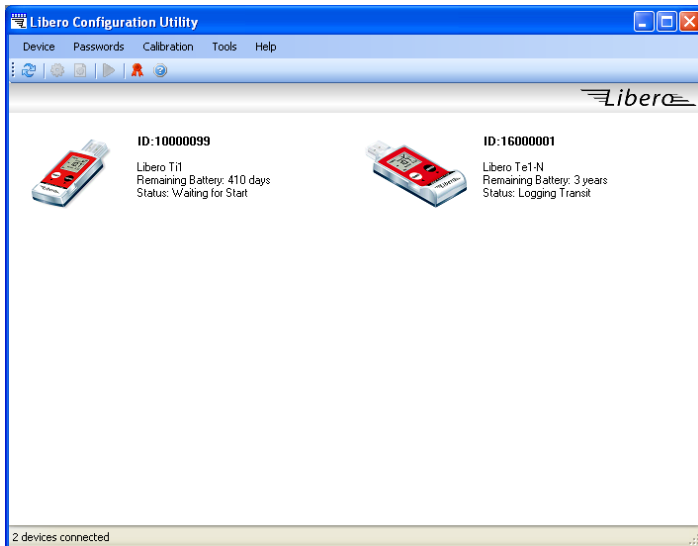 Libero Configuration Utility
Device Passwords Calibration Tools Help
Libero
ID:10000099
Libero Ti1
Remaining Battery: 410 days
Status: Waiting for Start
ID:16000001
Libero Te1-N
Remaining Battery: 3 years
Status: Logging Transit
2 devices connected